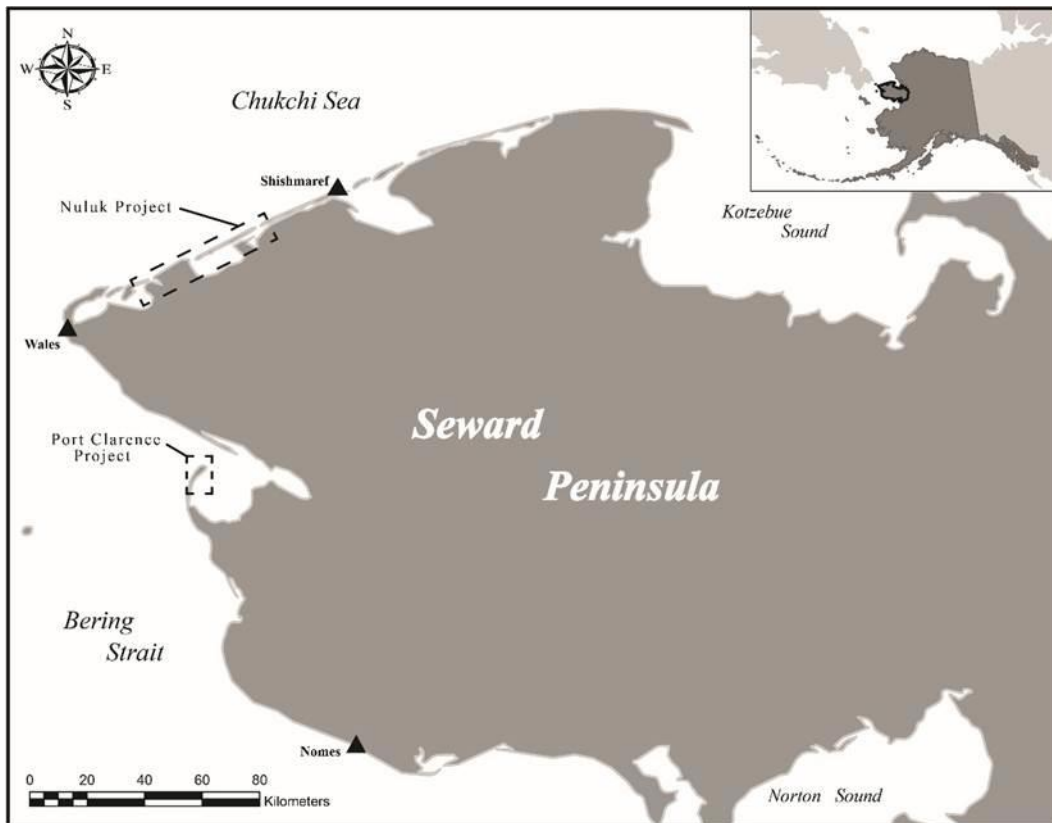 N
W
E
S
Chukchi Sea
Shishmaref
Nuluk Project
Kotzebue
Sound
Wales
Seward
Peninsula
Port Clarence
Project
Bering
Strait
Nomes
Norton Sound
0 20 40 60 80
Kilometers